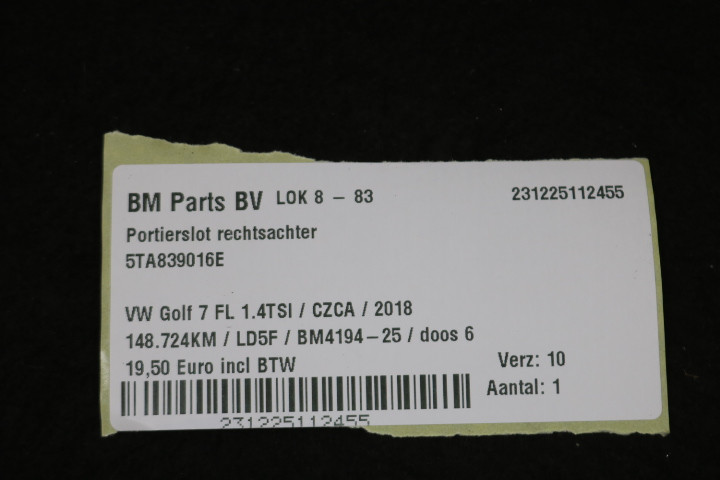 BM Parts BV LOK 8 – 83 231225112455
Portierslot rechtsachter
5TA839016E
VW Golf 7 FL 1.4TSI / CZCA / 2018
148.724KM / LD5F / BM4194–25 / doos 6
19,50 Euro incl BTW Verz: 10
Aantal: 1
231225112455